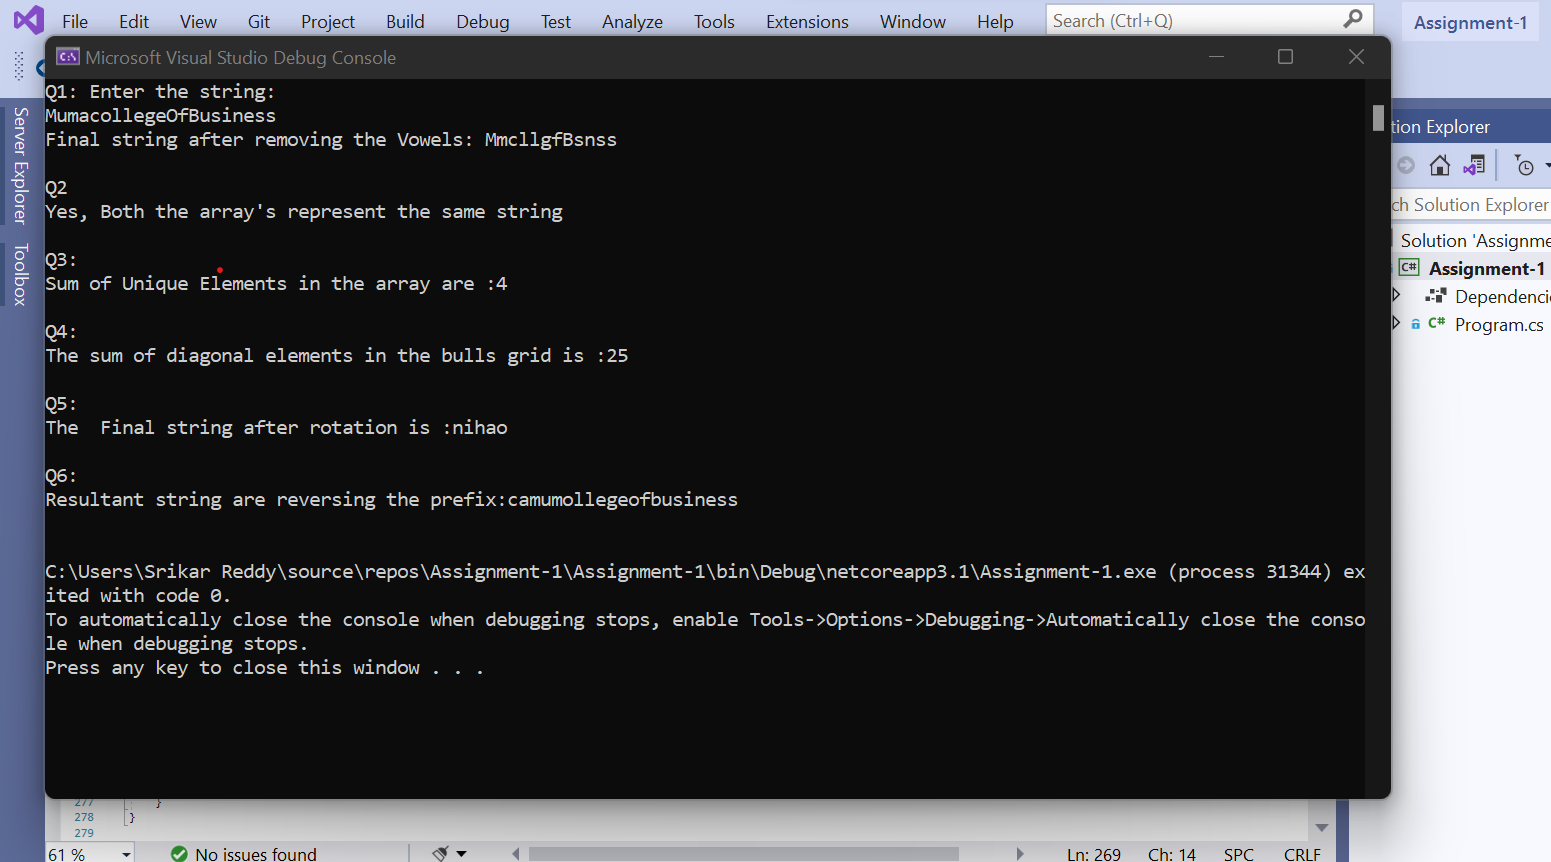 File Edit View Git Project Build Debug Test Analyze Tools Extensions Window Help Search (Ctrl+Q) Assignment-1
Microsoft Visual Studio Debug Console
Server Explorer
Toolbox
Q1: Enter the string:
MumacollegeOfBusiness
Final string after removing the Vowels: MmcllgfBsnss
Q2
Yes, Both the array's represent the same string
Q3:
Sum of Unique Elements in the array are :4
Q4:
The sum of diagonal elements in the bulls grid is :25
Q5:
The  Final string after rotation is :nihao
Q6:
Resultant string are reversing the prefix:camumollegeofbusiness
C:\Users\Srikar Reddy\source\repos\Assignment-1\Assignment-1\bin\Debug\netcoreapp3.1\Assignment-1.exe (process 31344) ex
ited with code 0.
To automatically close the console when debugging stops, enable Tools->Options->Debugging->Automatically close the conso
le when debugging stops.
Press any key to close this window . . .
tion Explorer
ch Solution Explorer
Solution 'Assignme
C# Assignment-1
Dependenci
C# Program.cs
277 }
278 }
279
61 % No issues found Ln: 269 Ch: 14 SPC CRLF